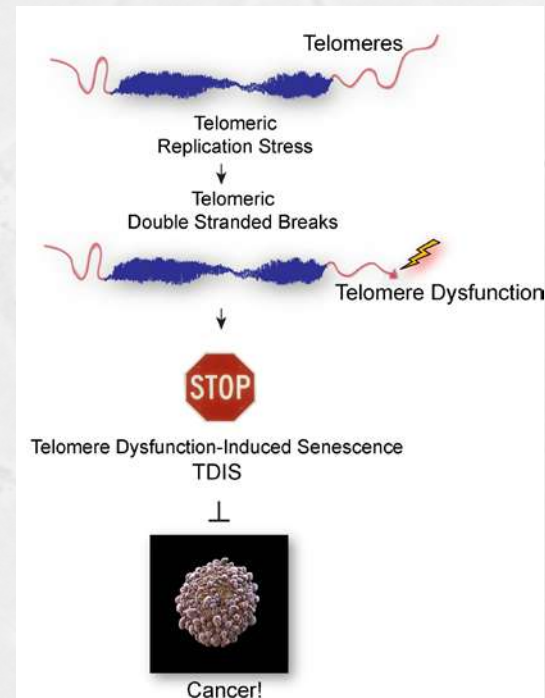 Telomeres
Telomeric
Replication Stress
Telomeric
Double Stranded Breaks
Telomere Dysfunction
STOP
Telomere Dysfunction-Induced Senescence
TDIS
Cancer!